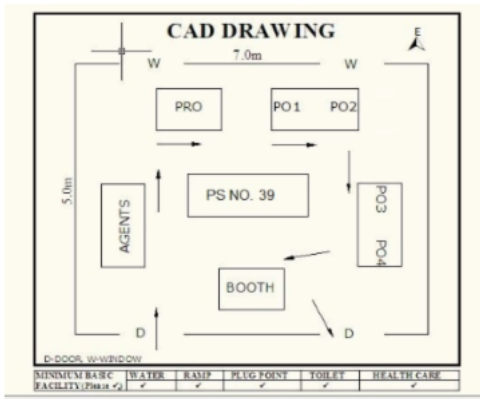 CAD DRAWING
E
7.0m
W W
PRO PO1 PO2
5.0m
PS NO. 39
AGENTS
PO3 PO4
BOOTH
D D
D-DOOR, W-WINDOW
MINIMUM BASIC WATER RAMP PLUG POINT TOILET HEALTH CARE
FACILITY(Please ✓) ✓ ✓ ✓ ✓ ✓